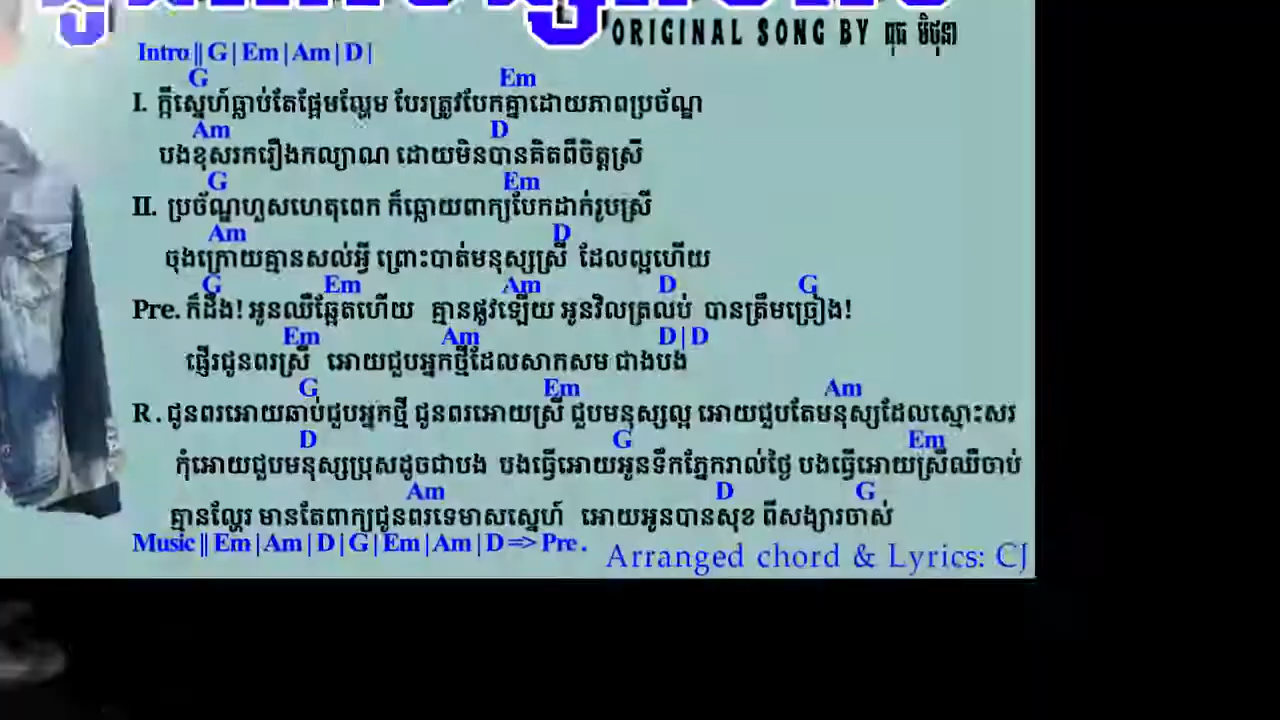 ORIGINAL SONG BY ពុធ មិថុនា
Intro || G | Em | Am | D |
G Em
I. ក្ដីស្នេហ៍ធ្លាប់តែផ្អែមល្ហែម បែរត្រូវបែកគ្នាដោយភាពប្រច័ណ្ឌ
Am D
បងខុសរករឿងកល្យាណ ដោយមិនបានគិតពីចិត្តស្រី
G Em
II. ប្រច័ណ្ឌហួសហេតុពេក ក៏ធ្លោយពាក្យបែកដាក់រូបស្រី
Am D
ចុងក្រោយគ្មានសល់អ្វី ព្រោះបាត់មនុស្សស្រី ដែលល្អហើយ
G Em Am D G
Pre. ក៏ដឹង! អូនឈឺឆ្អែតហើយ គ្មានផ្លូវឡើយ អូនវិលត្រលប់ បានត្រឹមច្រៀង!
Em Am D | D
ផ្ញើរជូនពរស្រី អោយជួបអ្នកថ្មីដែលសាកសម ជាងបង
G Em Am
R . ជូនពរអោយឆាប់ជួបអ្នកថ្មី ជូនពរអោយស្រី ជួបមនុស្សល្អ អោយជួបតែមនុស្សដែលស្មោះសរ
D G Em
កុំអោយជួបមនុស្សប្រុសដូចជាបង បងធ្វើអោយអូនទឹកភ្នែករាល់ថ្ងៃ បងធ្វើអោយស្រីឈឺចាប់
Am D G
គ្មានល្ហែរ មានតែពាក្យជូនពរទេមាសស្នេហ៍ អោយអូនបានសុខ ពីសង្សារចាស់
Music || Em | Am | D | G | Em | Am | D => Pre .
Arranged chord & Lyrics: CJ